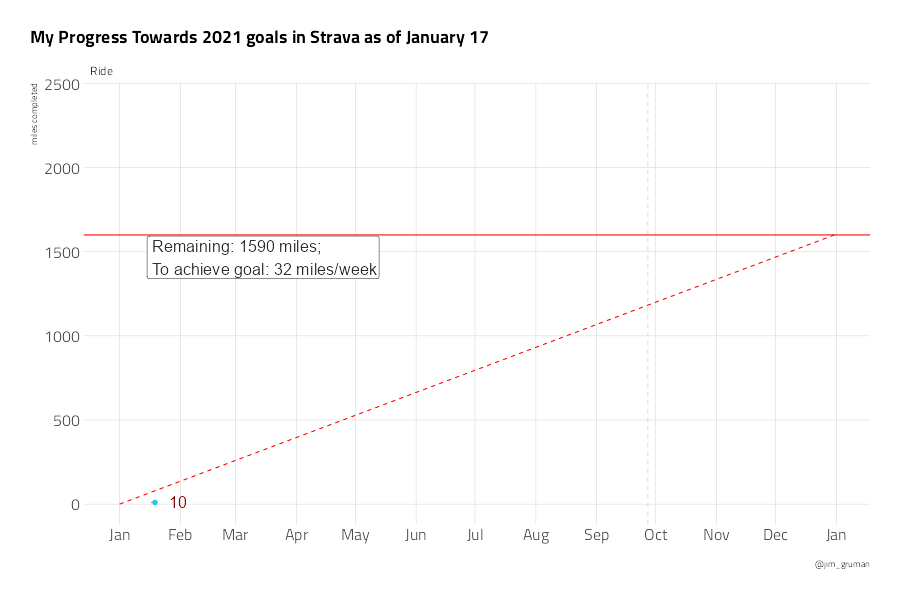 My Progress Towards 2021 goals in Strava as of January 17
Ride
miles completed
2500
2000
1500
1000
500
0
Remaining: 1590 miles;
To achieve goal: 32 miles/week
10
Jan Feb Mar Apr May Jun Jul Aug Sep Oct Nov Dec Jan
@jim_gruman